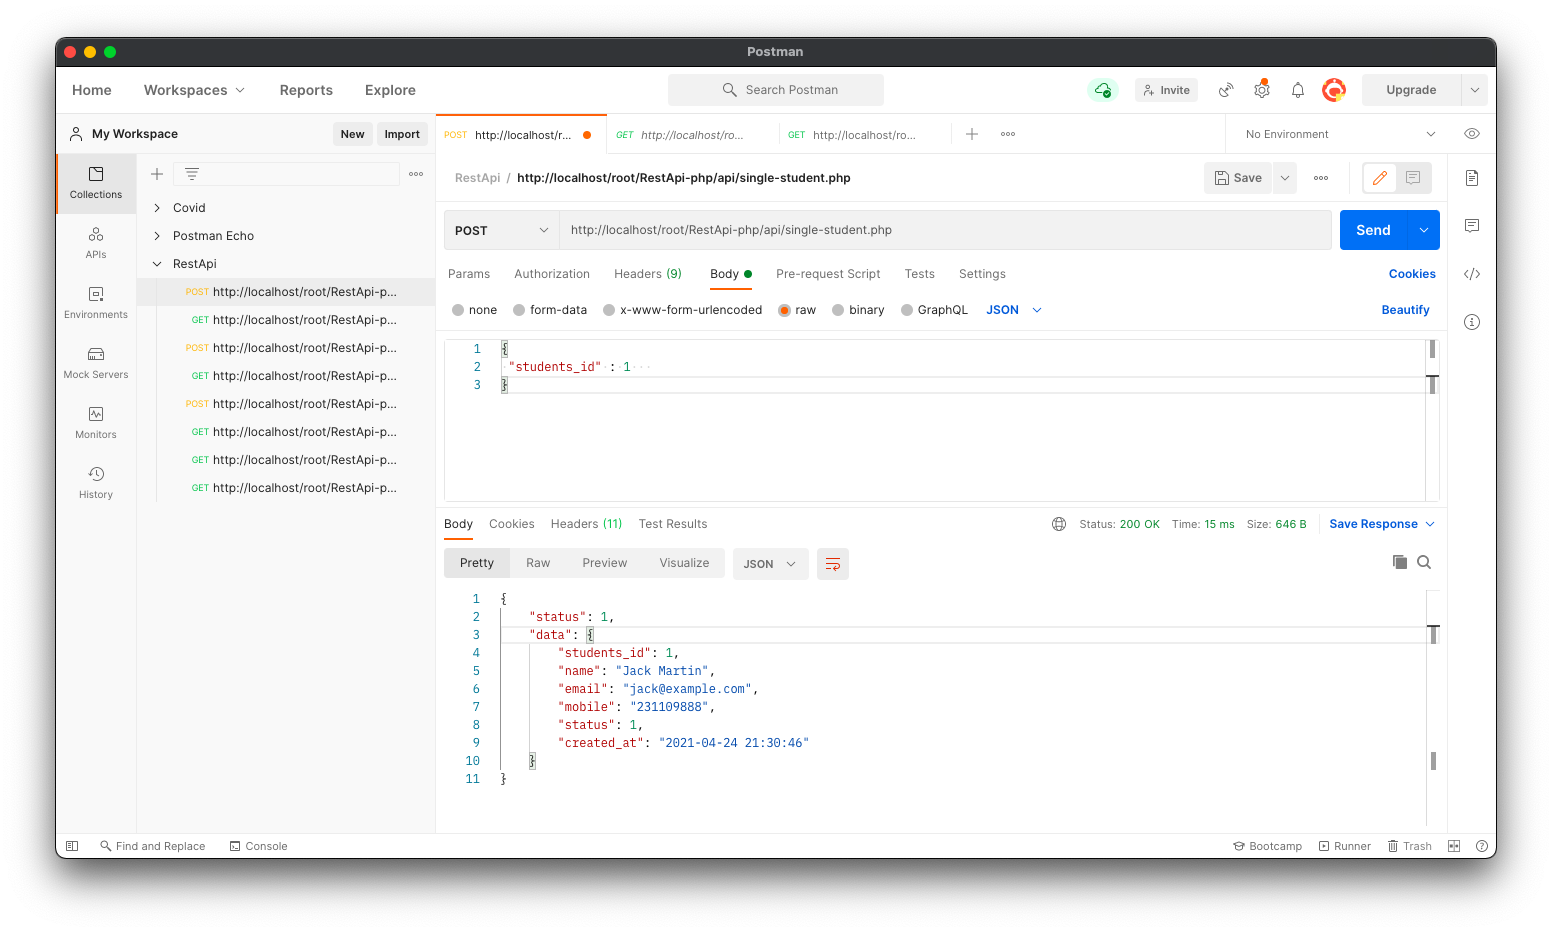 Postman
Home Workspaces Reports Explore Search Postman Invite Upgrade
My Workspace New Import POST http://localhost/r... GET http://localhost/ro... GET http://localhost/ro... No Environment
Collections
APIs
Environments
Mock Servers
Monitors
History
Covid
Postman Echo
RestApi
POST http://localhost/root/RestApi-p...
GET http://localhost/root/RestApi-p...
POST http://localhost/root/RestApi-p...
GET http://localhost/root/RestApi-p...
POST http://localhost/root/RestApi-p...
GET http://localhost/root/RestApi-p...
GET http://localhost/root/RestApi-p...
GET http://localhost/root/RestApi-p...
RestApi / http://localhost/root/RestApi-php/api/single-student.php Save
POST http://localhost/root/RestApi-php/api/single-student.php Send
Params Authorization Headers (9) Body Pre-request Script Tests Settings Cookies
none form-data x-www-form-urlencoded raw binary GraphQL JSON Beautify
1 {
2 "students_id" : 1
3 }
Body Cookies Headers (11) Test Results Status: 200 OK Time: 15 ms Size: 646 B Save Response
Pretty Raw Preview Visualize JSON
1 {
2 "status": 1,
3 "data": {
4 "students_id": 1,
5 "name": "Jack Martin",
6 "email": "jack@example.com",
7 "mobile": "231109888",
8 "status": 1,
9 "created_at": "2021-04-24 21:30:46"
10 }
11 }
Find and Replace Console Bootcamp Runner Trash